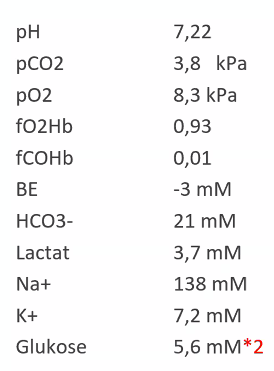 pH 7,22
pCO2 3,8 kPa
pO2 8,3 kPa
fO2Hb 0,93
fCOHb 0,01
BE -3 mM
HCO3- 21 mM
Lactat 3,7 mM
Na+ 138 mM
K+ 7,2 mM
Glukose 5,6 mM*2